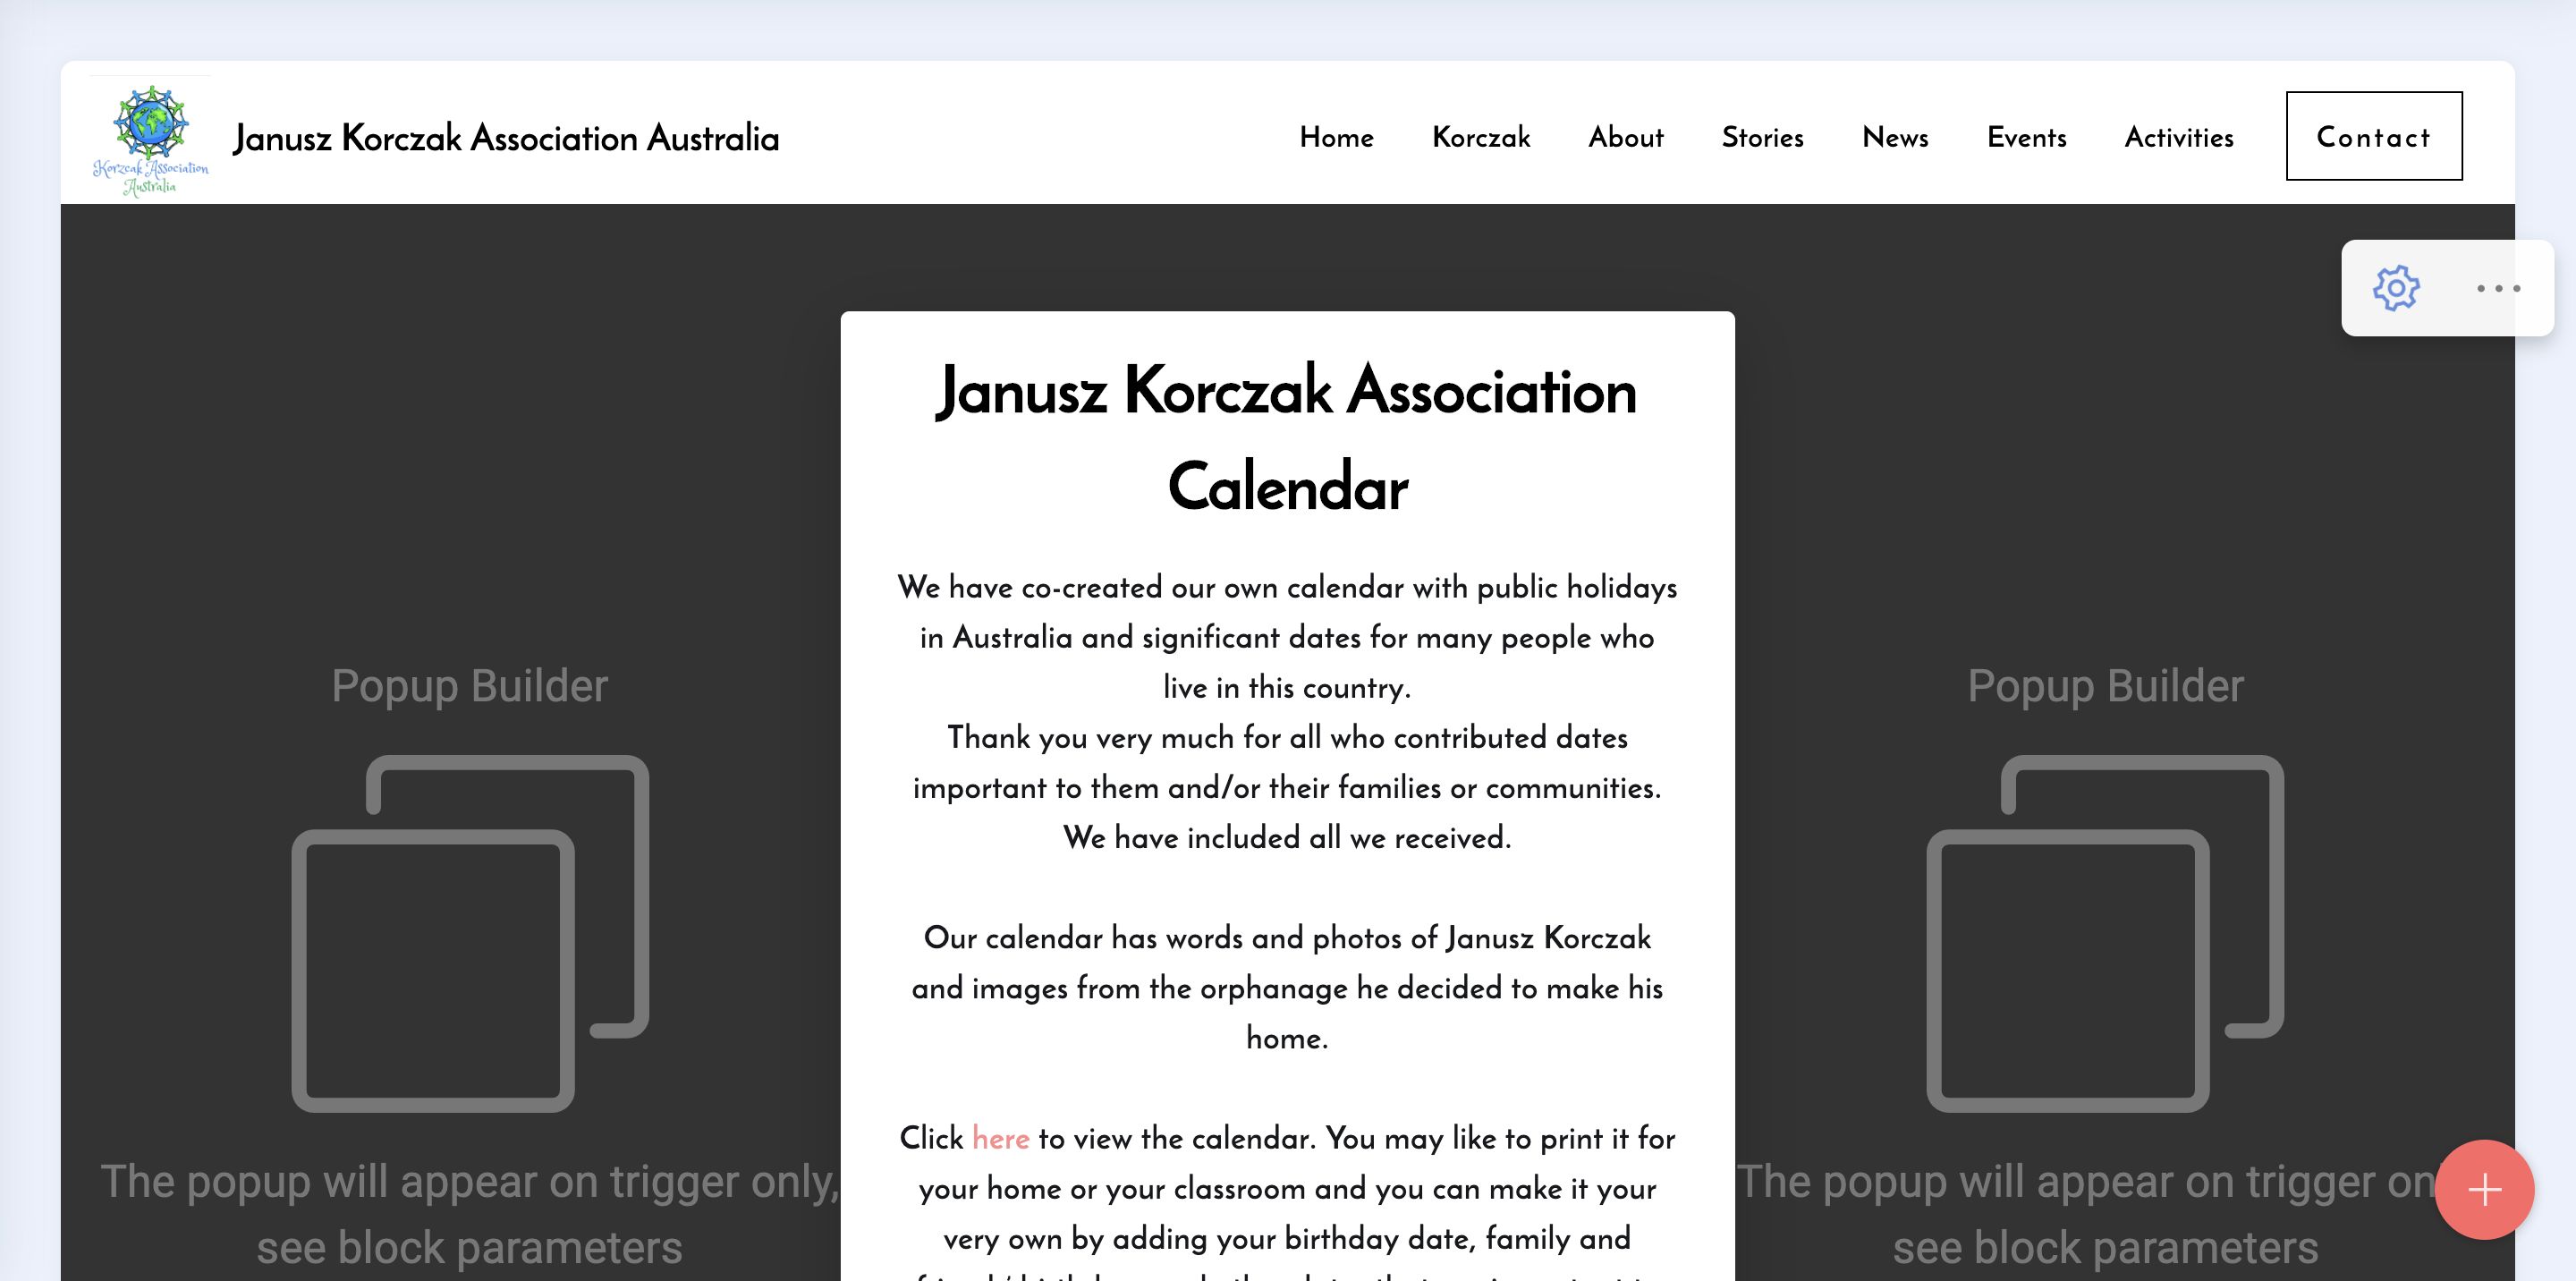 Korzcak Association
Australia
Janusz Korczak Association Australia
Home
Korczak
About
Stories
News
Events
Activities
Contact
Janusz Korczak Association
Calendar
We have co-created our own calendar with public holidays
in Australia and significant dates for many people who
live in this country.
Thank you very much for all who contributed dates
important to them and/or their families or communities.
We have included all we received.
Our calendar has words and photos of Janusz Korczak
and images from the orphanage he decided to make his
home.
Click here to view the calendar. You may like to print it for
your home or your classroom and you can make it your
very own by adding your birthday date, family and
Popup Builder
The popup will appear on trigger only,
see block parameters
Popup Builder
The popup will appear on trigger
see block parameters